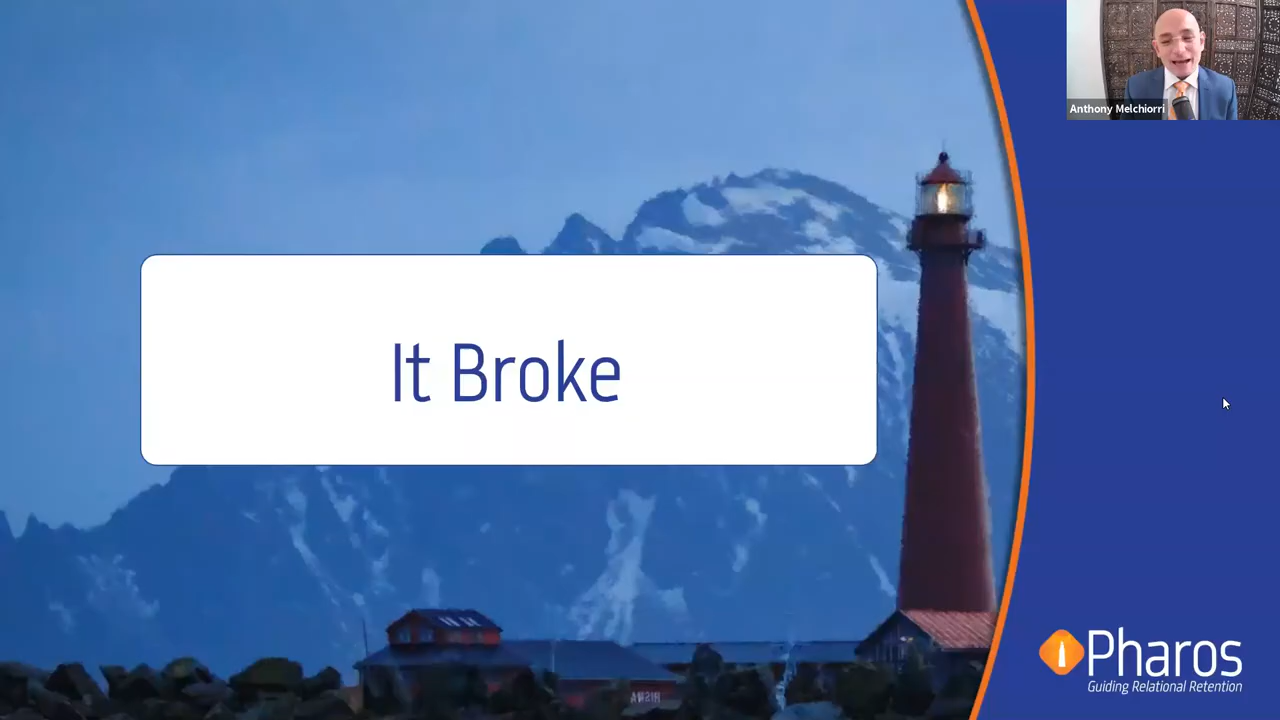 Anthony Melchiorri
It Broke
Pharos
Guiding Relational Retention